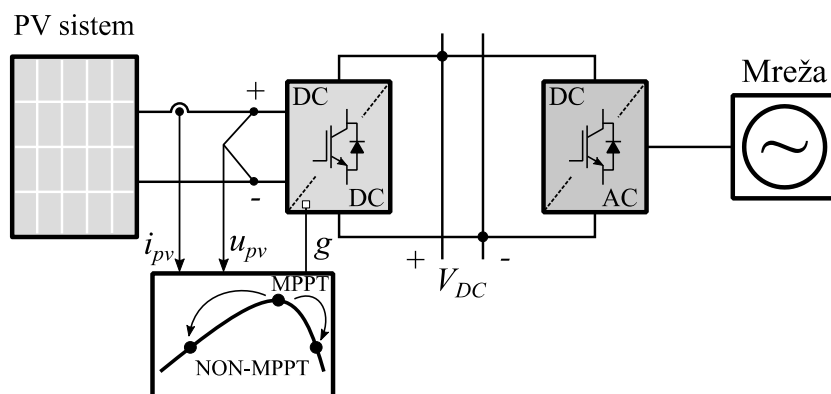 PV sistem
Mreža
+
DC
DC
DC
AC
-
i_pv
u_pv
g
+ V_DC -
MPPT
NON-MPPT
~